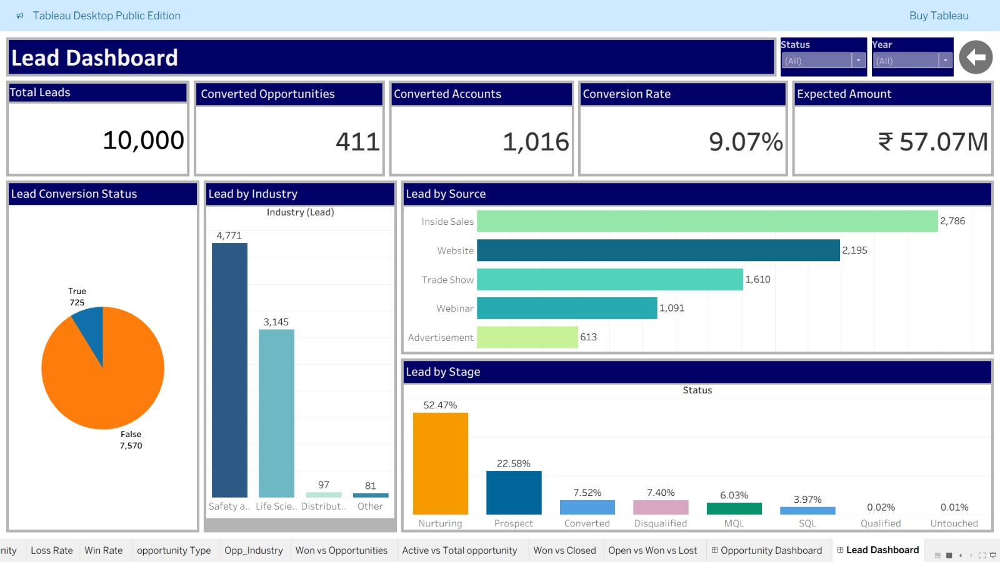 Tableau Desktop Public Edition
Buy Tableau
Lead Dashboard
Status
(All)
Year
(All)
Total Leads
10,000
Converted Opportunities
411
Converted Accounts
1,016
Conversion Rate
9.07%
Expected Amount
₹ 57.07M
Lead Conversion Status
True
725
False
7,570
Lead by Industry
Industry (Lead)
4,771
3,145
97
81
Safety a.. Life Scie.. Distribut.. Other
Lead by Source
Inside Sales 2,786
Website 2,195
Trade Show 1,610
Webinar 1,091
Advertisement 613
Lead by Stage
Status
52.47% 22.58% 7.52% 7.40% 6.03% 3.97% 0.02% 0.01%
Nurturing Prospect Converted Disqualified MQL SQL Qualified Untouched
nity Loss Rate Win Rate opportunity Type Opp_Industry Won vs Opportunities Active vs Total opportunity Won vs Closed Open vs Won vs Lost Opportunity Dashboard Lead Dashboard